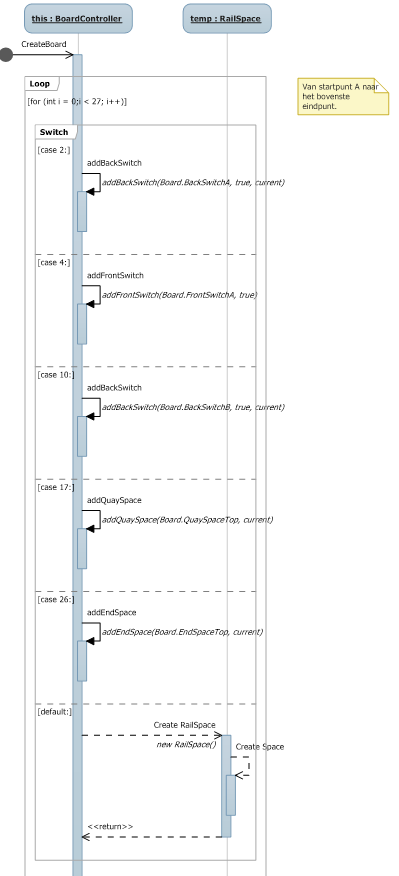 this : BoardController
temp : RailSpace
CreateBoard
Loop
[for (int i = 0;i < 27; i++)]
Van startpunt A naar
het bovenste
eindpunt.
Switch
[case 2:]
addBackSwitch
addBackSwitch(Board.BackSwitchA, true, current)
[case 4:]
addFrontSwitch
addFrontSwitch(Board.FrontSwitchA, true)
[case 10:]
addBackSwitch
addBackSwitch(Board.BackSwitchB, true, current)
[case 17:]
addQuaySpace
addQuaySpace(Board.QuaySpaceTop, current)
[case 26:]
addEndSpace
addEndSpace(Board.EndSpaceTop, current)
[default:]
Create RailSpace
new RailSpace()
Create Space
<<return>>